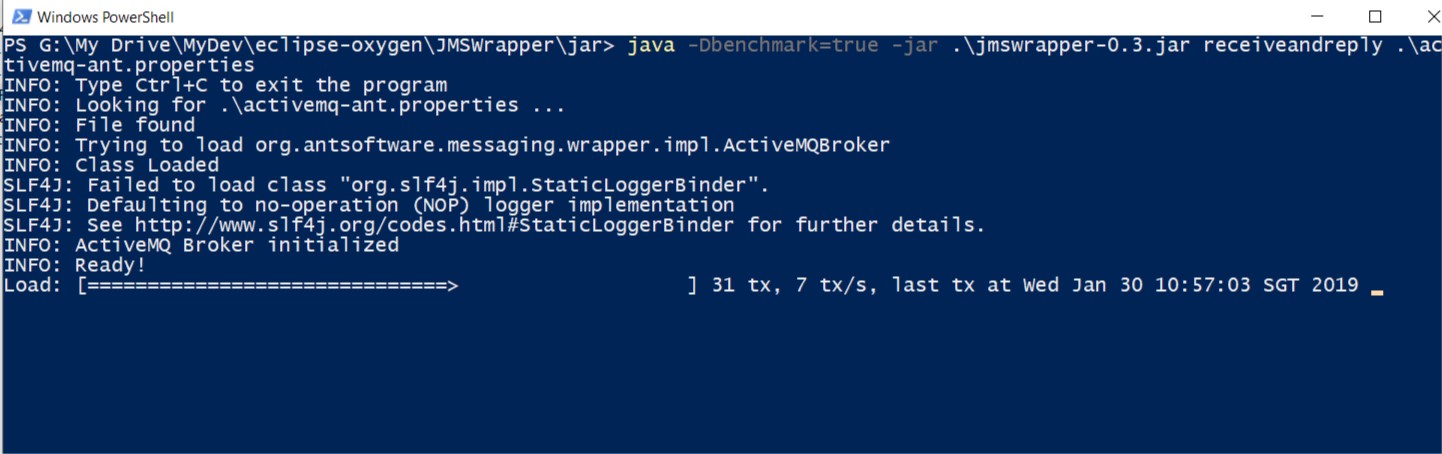 Windows PowerShell
PS G:\My Drive\MyDev\eclipse-oxygen\JMSWrapper\jar> java -Dbenchmark=true -jar .\jmswrapper-0.3.jar receiveandreply .\ac
tivemq-ant.properties
INFO: Type Ctrl+C to exit the program
INFO: Looking for .\activemq-ant.properties ...
INFO: File found
INFO: Trying to load org.antsoftware.messaging.wrapper.impl.ActiveMQBroker
INFO: Class Loaded
SLF4J: Failed to load class "org.slf4j.impl.StaticLoggerBinder".
SLF4J: Defaulting to no-operation (NOP) logger implementation
SLF4J: See http://www.slf4j.org/codes.html#StaticLoggerBinder for further details.
INFO: ActiveMQ Broker initialized
INFO: Ready!
Load: [==============================>                    ] 31 tx, 7 tx/s, last tx at Wed Jan 30 10:57:03 SGT 2019